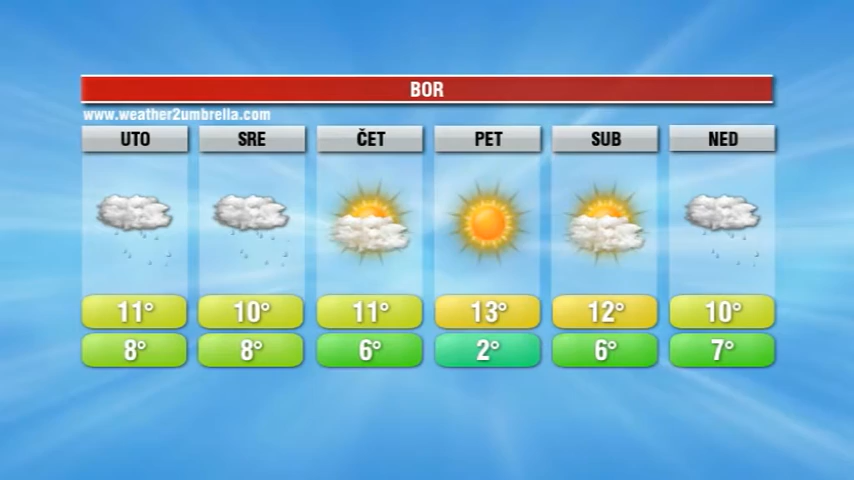 BOR
www.weather2umbrella.com
UTO SRE ČET PET SUB NED
11° 10° 11° 13° 12° 10°
8° 8° 6° 2° 6° 7°